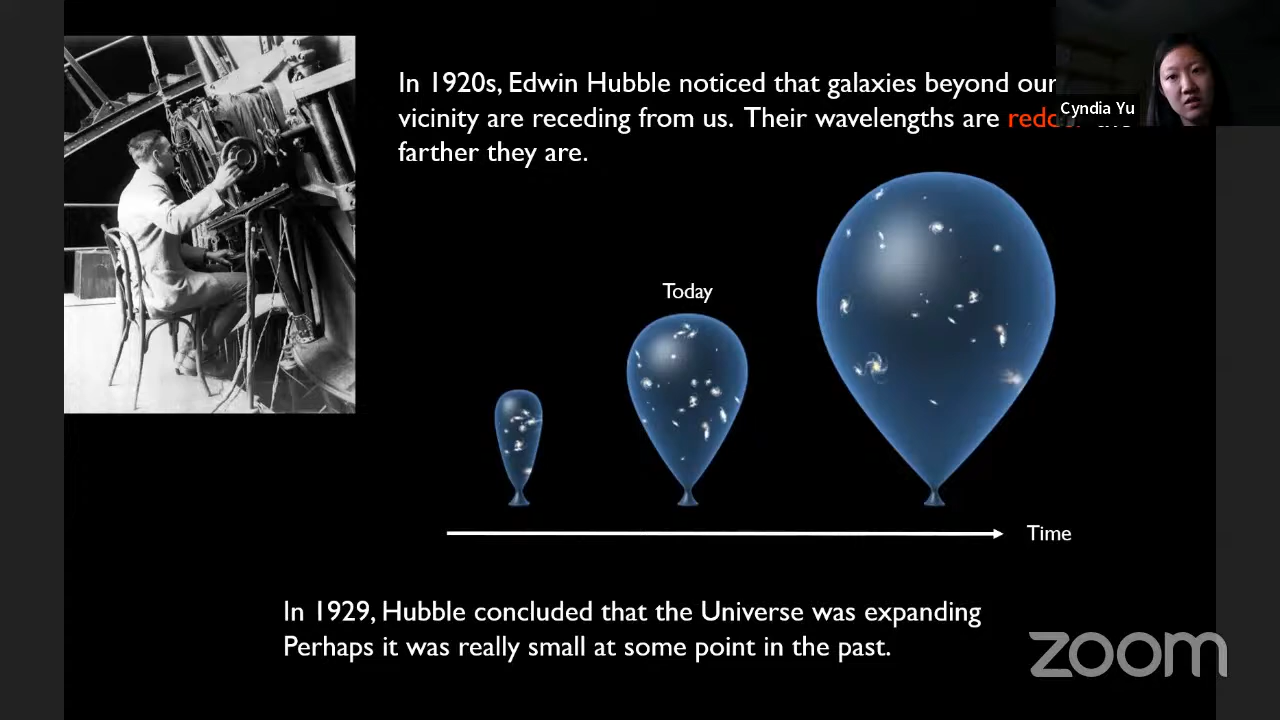 In 1920s, Edwin Hubble noticed that galaxies beyond our
vicinity are receding from us. Their wavelengths are
farther they are.
Cyndia Yu
Today
Time
In 1929, Hubble concluded that the Universe was expanding
Perhaps it was really small at some point in the past.
zoom